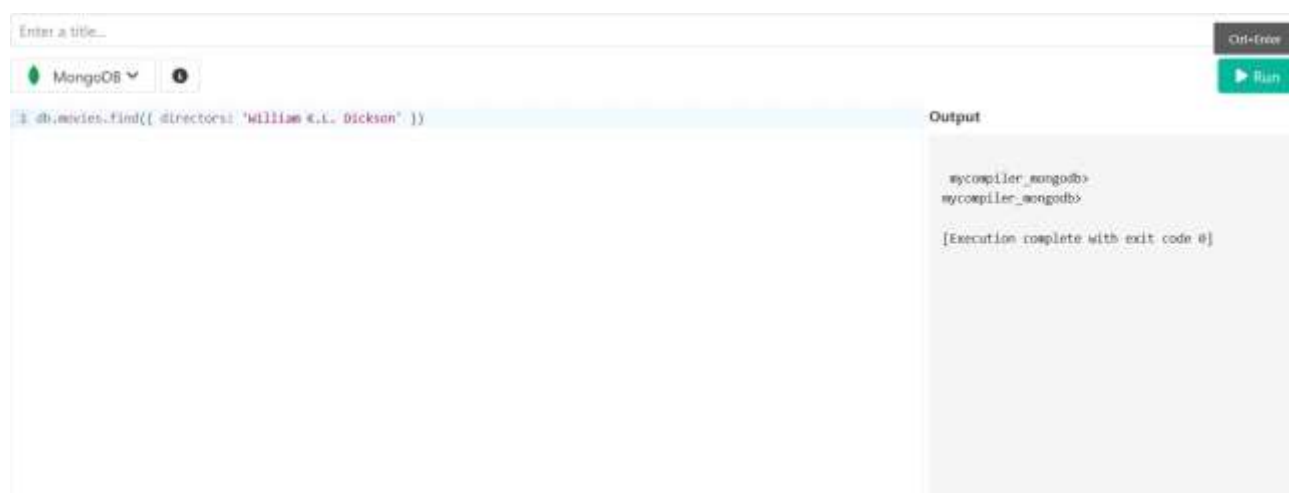 Enter a title...
Ctrl+Enter
MongoDB
Run
1 db.movies.find({ directors: 'William K.L. Dickson' })
Output
mycompiler_mongodb>
mycompiler_mongodb>
[Execution complete with exit code 0]